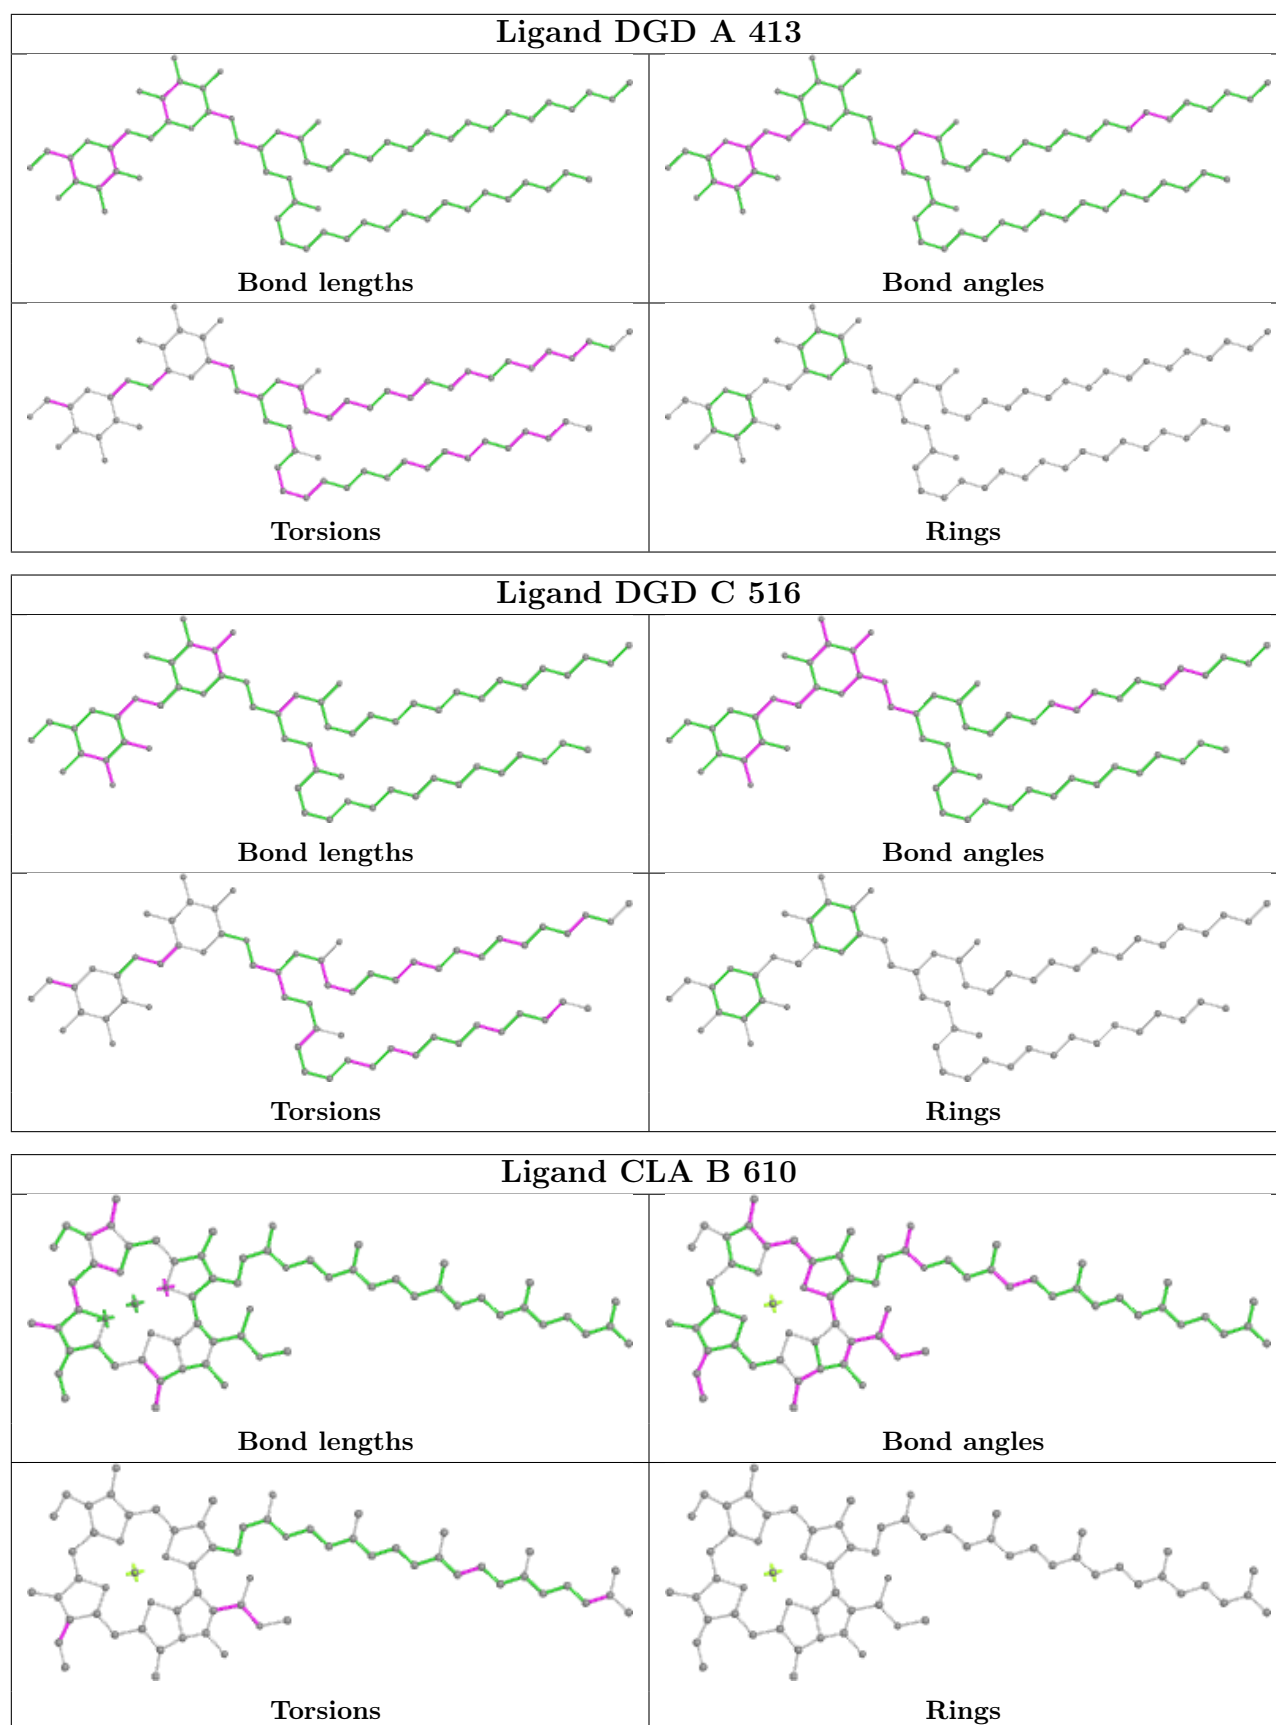 Ligand DGD A 413
Bond lengths
Bond angles
Torsions
Rings
Ligand DGD C 516
Bond lengths
Bond angles
Torsions
Rings
Ligand CLA B 610
Bond lengths
Bond angles
Torsions
Rings